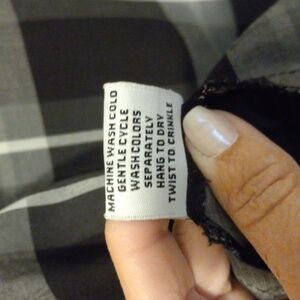 MACHINE WASH COLD
GENTLE CYCLE
WASH COLORS
SEPARATELY
HANG TO DRY
TWIST TO CRINKLE